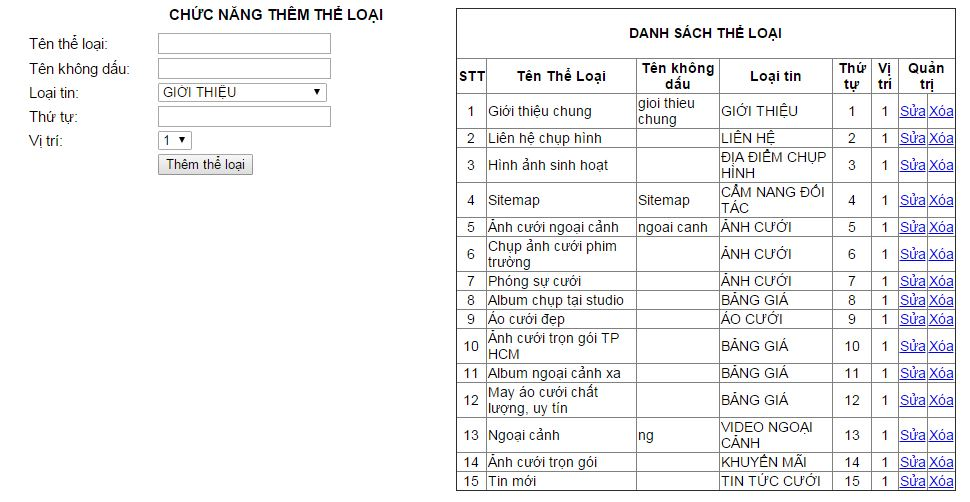 CHỨC NĂNG THÊM THỂ LOẠI
Tên thể loại:
Tên không dấu:
Loại tin: GIỚI THIỆU
Thứ tự:
Vị trí: 1
Thêm thể loại
DANH SÁCH THỂ LOẠI
STT Tên Thể Loại Tên không dấu Loại tin Thứ tự Vị trí Quản trị
1 Giới thiệu chung gioi thieu chung GIỚI THIỆU 1 1 Sửa Xóa
2 Liên hệ chụp hình LIÊN HỆ 2 1 Sửa Xóa
3 Hình ảnh sinh hoạt ĐỊA ĐIỂM CHỤP HÌNH 3 1 Sửa Xóa
4 Sitemap Sitemap CẨM NANG ĐỐI TÁC 4 1 Sửa Xóa
5 Ảnh cưới ngoại cảnh ngoai canh ẢNH CƯỚI 5 1 Sửa Xóa
6 Chụp ảnh cưới phim trường ẢNH CƯỚI 6 1 Sửa Xóa
7 Phóng sự cưới ẢNH CƯỚI 7 1 Sửa Xóa
8 Album chụp tại studio BẢNG GIÁ 8 1 Sửa Xóa
9 Áo cưới đẹp ÁO CƯỚI 9 1 Sửa Xóa
10 Ảnh cưới trọn gói TP HCM BẢNG GIÁ 10 1 Sửa Xóa
11 Album ngoại cảnh xa BẢNG GIÁ 11 1 Sửa Xóa
12 May áo cưới chất lượng, uy tín BẢNG GIÁ 12 1 Sửa Xóa
13 Ngoại cảnh ng VIDEO NGOẠI CẢNH 13 1 Sửa Xóa
14 Ảnh cưới trọn gói KHUYẾN MÃI 14 1 Sửa Xóa
15 Tin mới TIN TỨC CƯỚI 15 1 Sửa Xóa